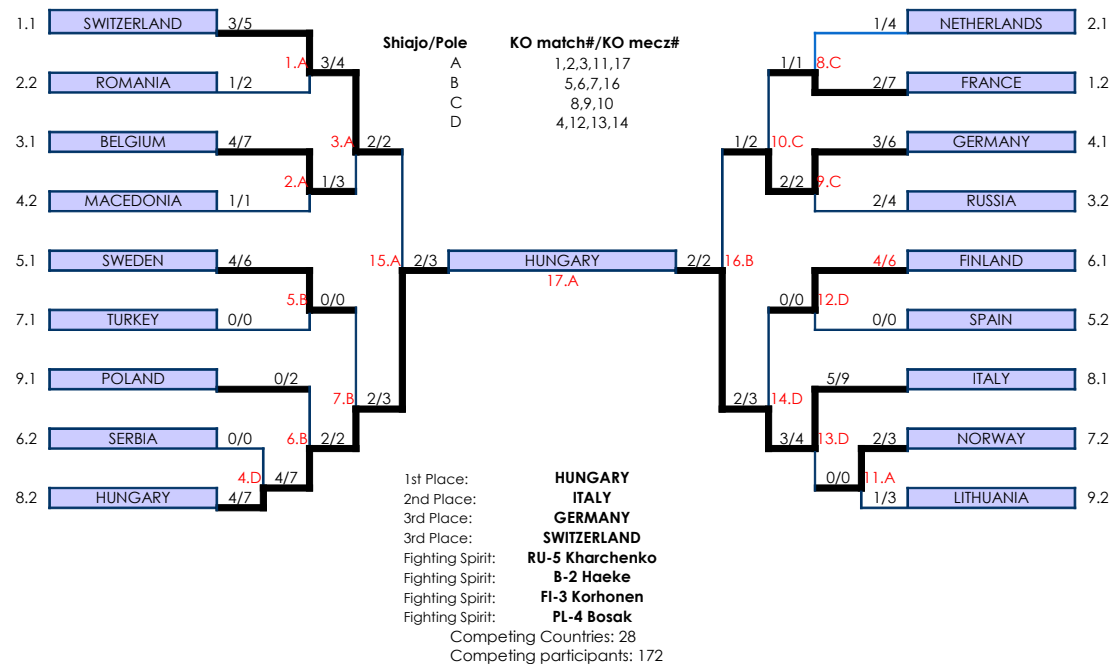 1.1 SWITZERLAND 3/5 1/4 NETHERLANDS 2.1
Shiajo/Pole KO match#/KO mecz#
1.A 3/4 A 1,2,3,11,17 1/1 8.C
2.2 ROMANIA 1/2 B 5,6,7,16 2/7 FRANCE 1.2
C 8,9,10
D 4,12,13,14
3.1 BELGIUM 4/7 3.A 2/2 1/2 10.C 3/6 GERMANY 4.1
2.A 1/3 2/2 9.C
4.2 MACEDONIA 1/1 2/4 RUSSIA 3.2
5.1 SWEDEN 4/6 15.A 2/3 HUNGARY 2/2 16.B 4/6 FINLAND 6.1
17.A
5.B 0/0 0/0 12.D
7.1 TURKEY 0/0 0/0 SPAIN 5.2
9.1 POLAND 0/2 5/9 ITALY 8.1
7.B 2/3 2/3 14.D
6.2 SERBIA 0/0 6.B 2/2 3/4 13.D 2/3 NORWAY 7.2
4.D 4/7 0/0 11.A
8.2 HUNGARY 4/7 1/3 LITHUANIA 9.2
1st Place: HUNGARY
2nd Place: ITALY
3rd Place: GERMANY
3rd Place: SWITZERLAND
Fighting Spirit: RU-5 Kharchenko
Fighting Spirit: B-2 Haeke
Fighting Spirit: FI-3 Korhonen
Fighting Spirit: PL-4 Bosak
Competing Countries: 28
Competing participants: 172